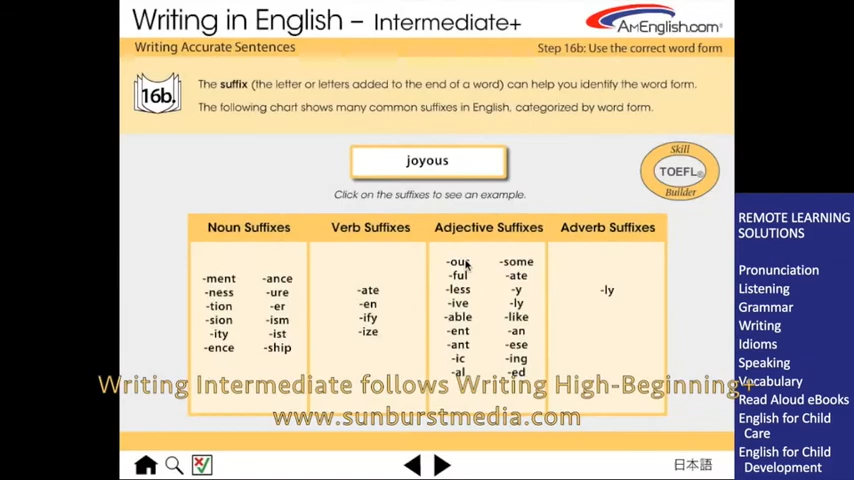 Writing in English – Intermediate+
AmEnglish.com®
Writing Accurate Sentences
Step 16b: Use the correct word form
16b.
The suffix (the letter or letters added to the end of a word) can help you identify the word form.
The following chart shows many common suffixes in English, categorized by word form.
joyous
Click on the suffixes to see an example.
Skill
TOEFL®
Builder
Noun Suffixes Verb Suffixes Adjective Suffixes Adverb Suffixes
-ment -ance
-ness -ure
-tion -er
-sion -ism
-ity -ist
-ence -ship
-ate
-en
-ify
-ize
-ous -some
-ful -ate
-less -y
-ive -ly
-able -like
-ent -an
-ant -ese
-ic -ing
-al -ed
-ly
Writing Intermediate follows Writing High-Beginning+
www.sunburstmedia.com
日本語
REMOTE LEARNING
SOLUTIONS
Pronunciation
Listening
Grammar
Writing
Idioms
Speaking
Vocabulary
Read Aloud eBooks
English for Child
Care
English for Child
Development